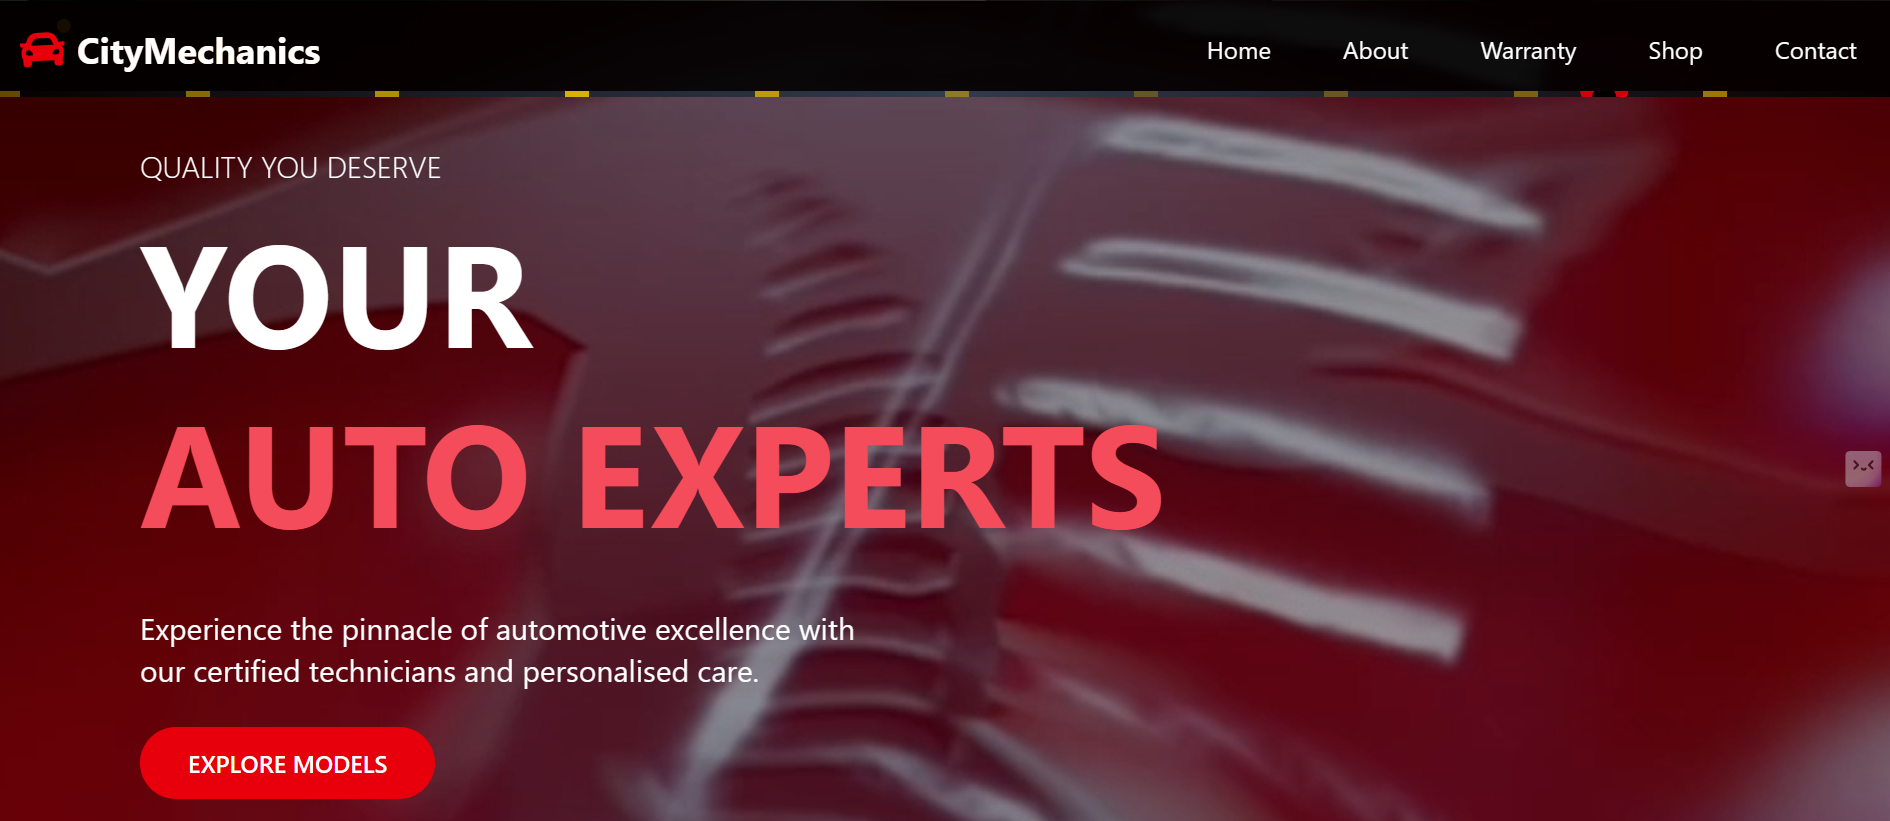 CityMechanics
Home About Warranty Shop Contact
QUALITY YOU DESERVE
YOUR
AUTO EXPERTS
Experience the pinnacle of automotive excellence with
our certified technicians and personalised care.
EXPLORE MODELS